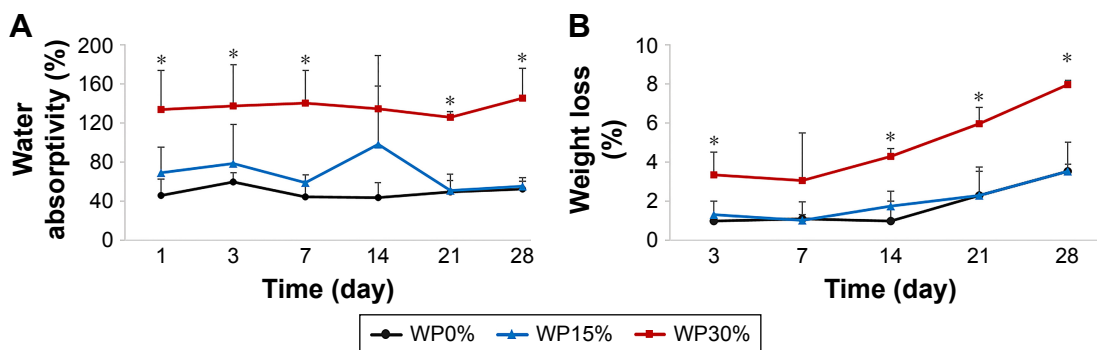 A
Water
absorptivity (%)
200
160
120
80
40
0
* * * * *
1 3 7 14 21 28
Time (day)
B
Weight loss
(%)
10
8
6
4
2
0
* * * *
3 7 14 21 28
Time (day)
WP0% WP15% WP30%